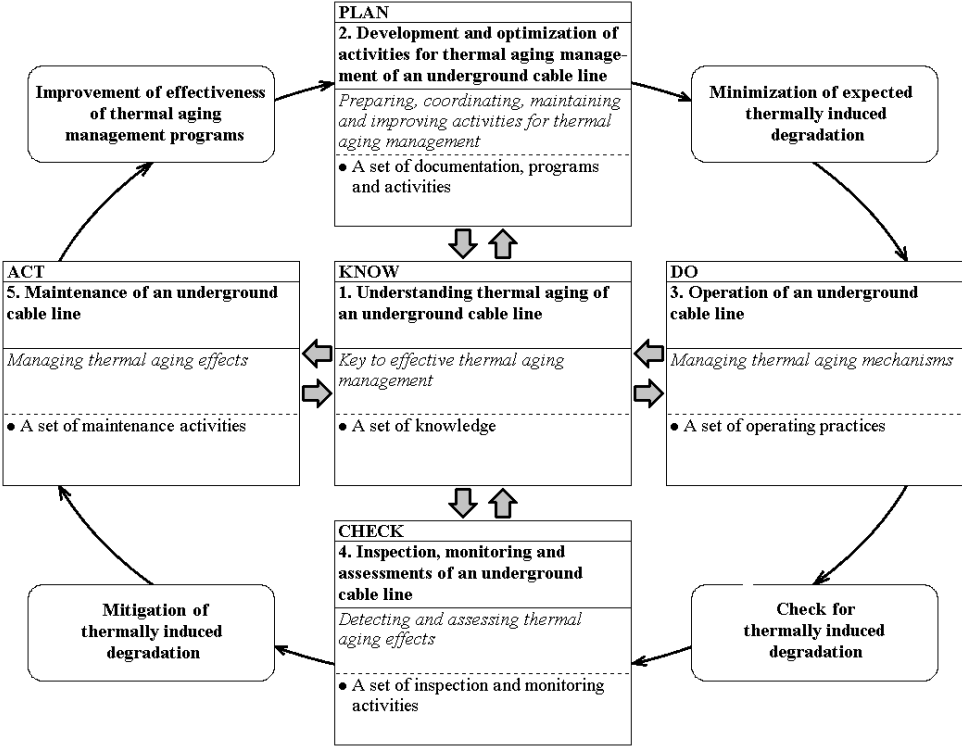 PLAN
2. Development and optimization of
activities for thermal aging manage-
ment of an underground cable line
Preparing, coordinating, maintaining
and improving activities for thermal
aging management
● A set of documentation, programs
and activities
Improvement of effectiveness
of thermal aging
management programs
Minimization of expected
thermally induced
degradation
ACT
5. Maintenance of an underground
cable line
Managing thermal aging effects
● A set of maintenance activities
KNOW
1. Understanding thermal aging of
an underground cable line
Key to effective thermal aging
management
● A set of knowledge
DO
3. Operation of an underground
cable line
Managing thermal aging mechanisms
● A set of operating practices
CHECK
4. Inspection, monitoring and
assessments of an underground
cable line
Detecting and assessing thermal
aging effects
● A set of inspection and monitoring
activities
Mitigation of
thermally induced
degradation
Check for
thermally induced
degradation